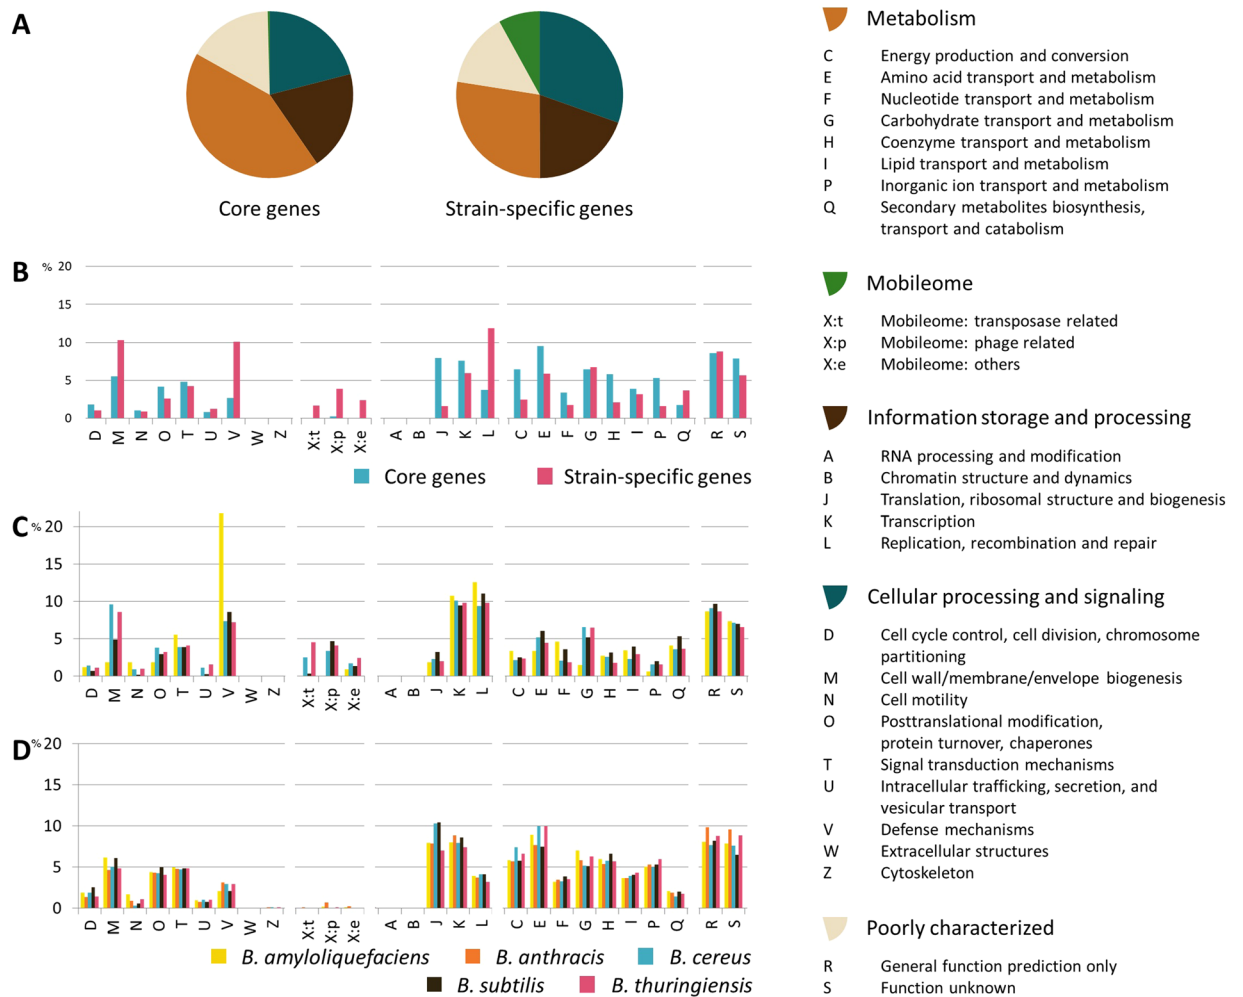 A
Core genes
Strain-specific genes
B
% 20
15
10
5
0
D M N O T U V W Z X:t X:p X:e A B J K L C E F G H I P Q R S
Core genes
Strain-specific genes
C
% 20
15
10
5
0
D M N O T U V W Z X:t X:p X:e A B J K L C E F G H I P Q R S
D
% 20
15
10
5
0
D M N O T U V W Z X:t X:p X:e A B J K L C E F G H I P Q R S
B. amyloliquefaciens
B. anthracis
B. cereus
B. subtilis
B. thuringiensis
Metabolism
C Energy production and conversion
E Amino acid transport and metabolism
F Nucleotide transport and metabolism
G Carbohydrate transport and metabolism
H Coenzyme transport and metabolism
I Lipid transport and metabolism
P Inorganic ion transport and metabolism
Q Secondary metabolites biosynthesis,
transport and catabolism
Mobileome
X:t Mobileome: transposase related
X:p Mobileome: phage related
X:e Mobileome: others
Information storage and processing
A RNA processing and modification
B Chromatin structure and dynamics
J Translation, ribosomal structure and biogenesis
K Transcription
L Replication, recombination and repair
Cellular processing and signaling
D Cell cycle control, cell division, chromosome
partitioning
M Cell wall/membrane/envelope biogenesis
N Cell motility
O Posttranslational modification,
protein turnover, chaperones
T Signal transduction mechanisms
U Intracellular trafficking, secretion, and
vesicular transport
V Defense mechanisms
W Extracellular structures
Z Cytoskeleton
Poorly characterized
R General function prediction only
S Function unknown